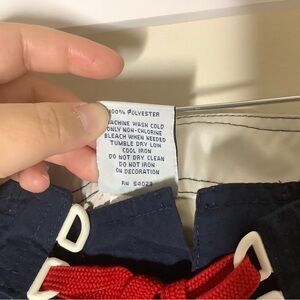 100% POLYESTER
MACHINE WASH COLD
ONLY NON-CHLORINE
BLEACH WHEN NEEDED
TUMBLE DRY LOW
COOL IRON
DO NOT DRY CLEAN
DO NOT IRON
ON DECORATION
RN 54023